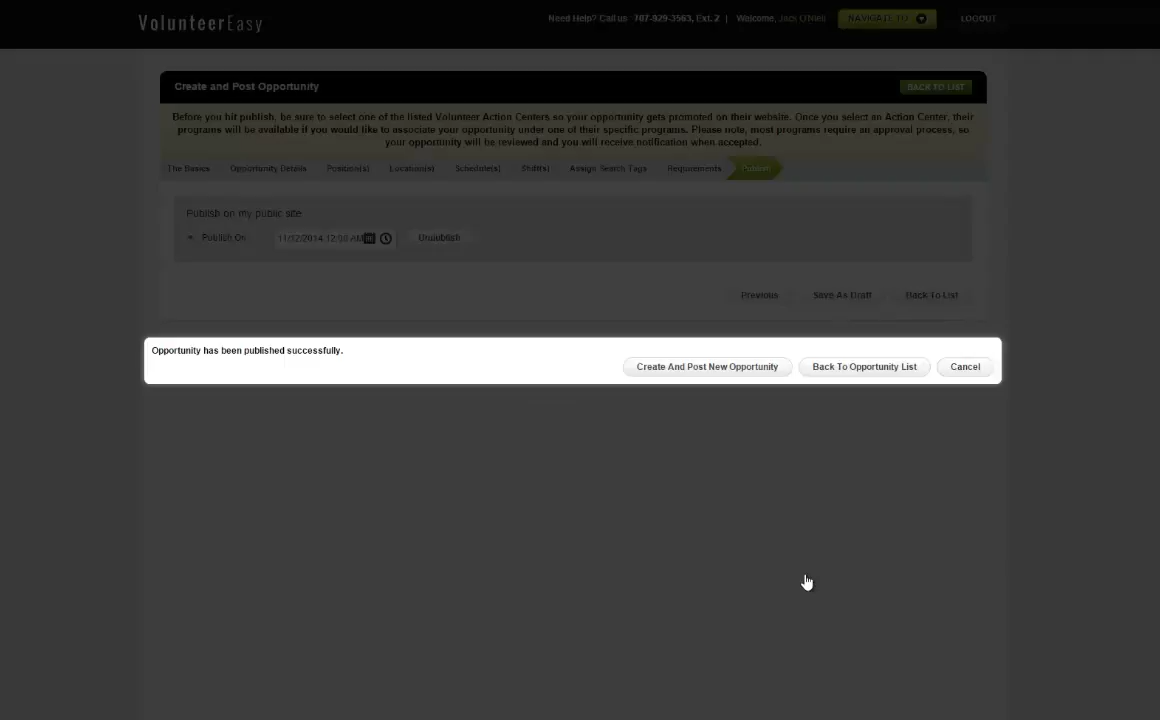 VolunteerEasy
Need Help? Call us 707-929-3563, Ext. 2 | Welcome, Jack O'Neil NAVIGATE TO LOGOUT
Create and Post Opportunity BACK TO LIST
Before you hit publish, be sure to select one of the listed Volunteer Action Centers so your opportunity gets promoted on their website. Once you select an Action Center, their
programs will be available if you would like to associate your opportunity under one of their specific programs. Please note, most programs require an approval process, so
your opportunity will be reviewed and you will receive notification when accepted.
The Basics Opportunity Details Position(s) Location(s) Schedule(s) Shift(s) Assign Search Tags Requirements Publish
Publish on my public site
Publish On 11/12/2014 12:00 AM Unpublish
Previous Save As Draft Back To List
Opportunity has been published successfully.
Create And Post New Opportunity Back To Opportunity List Cancel